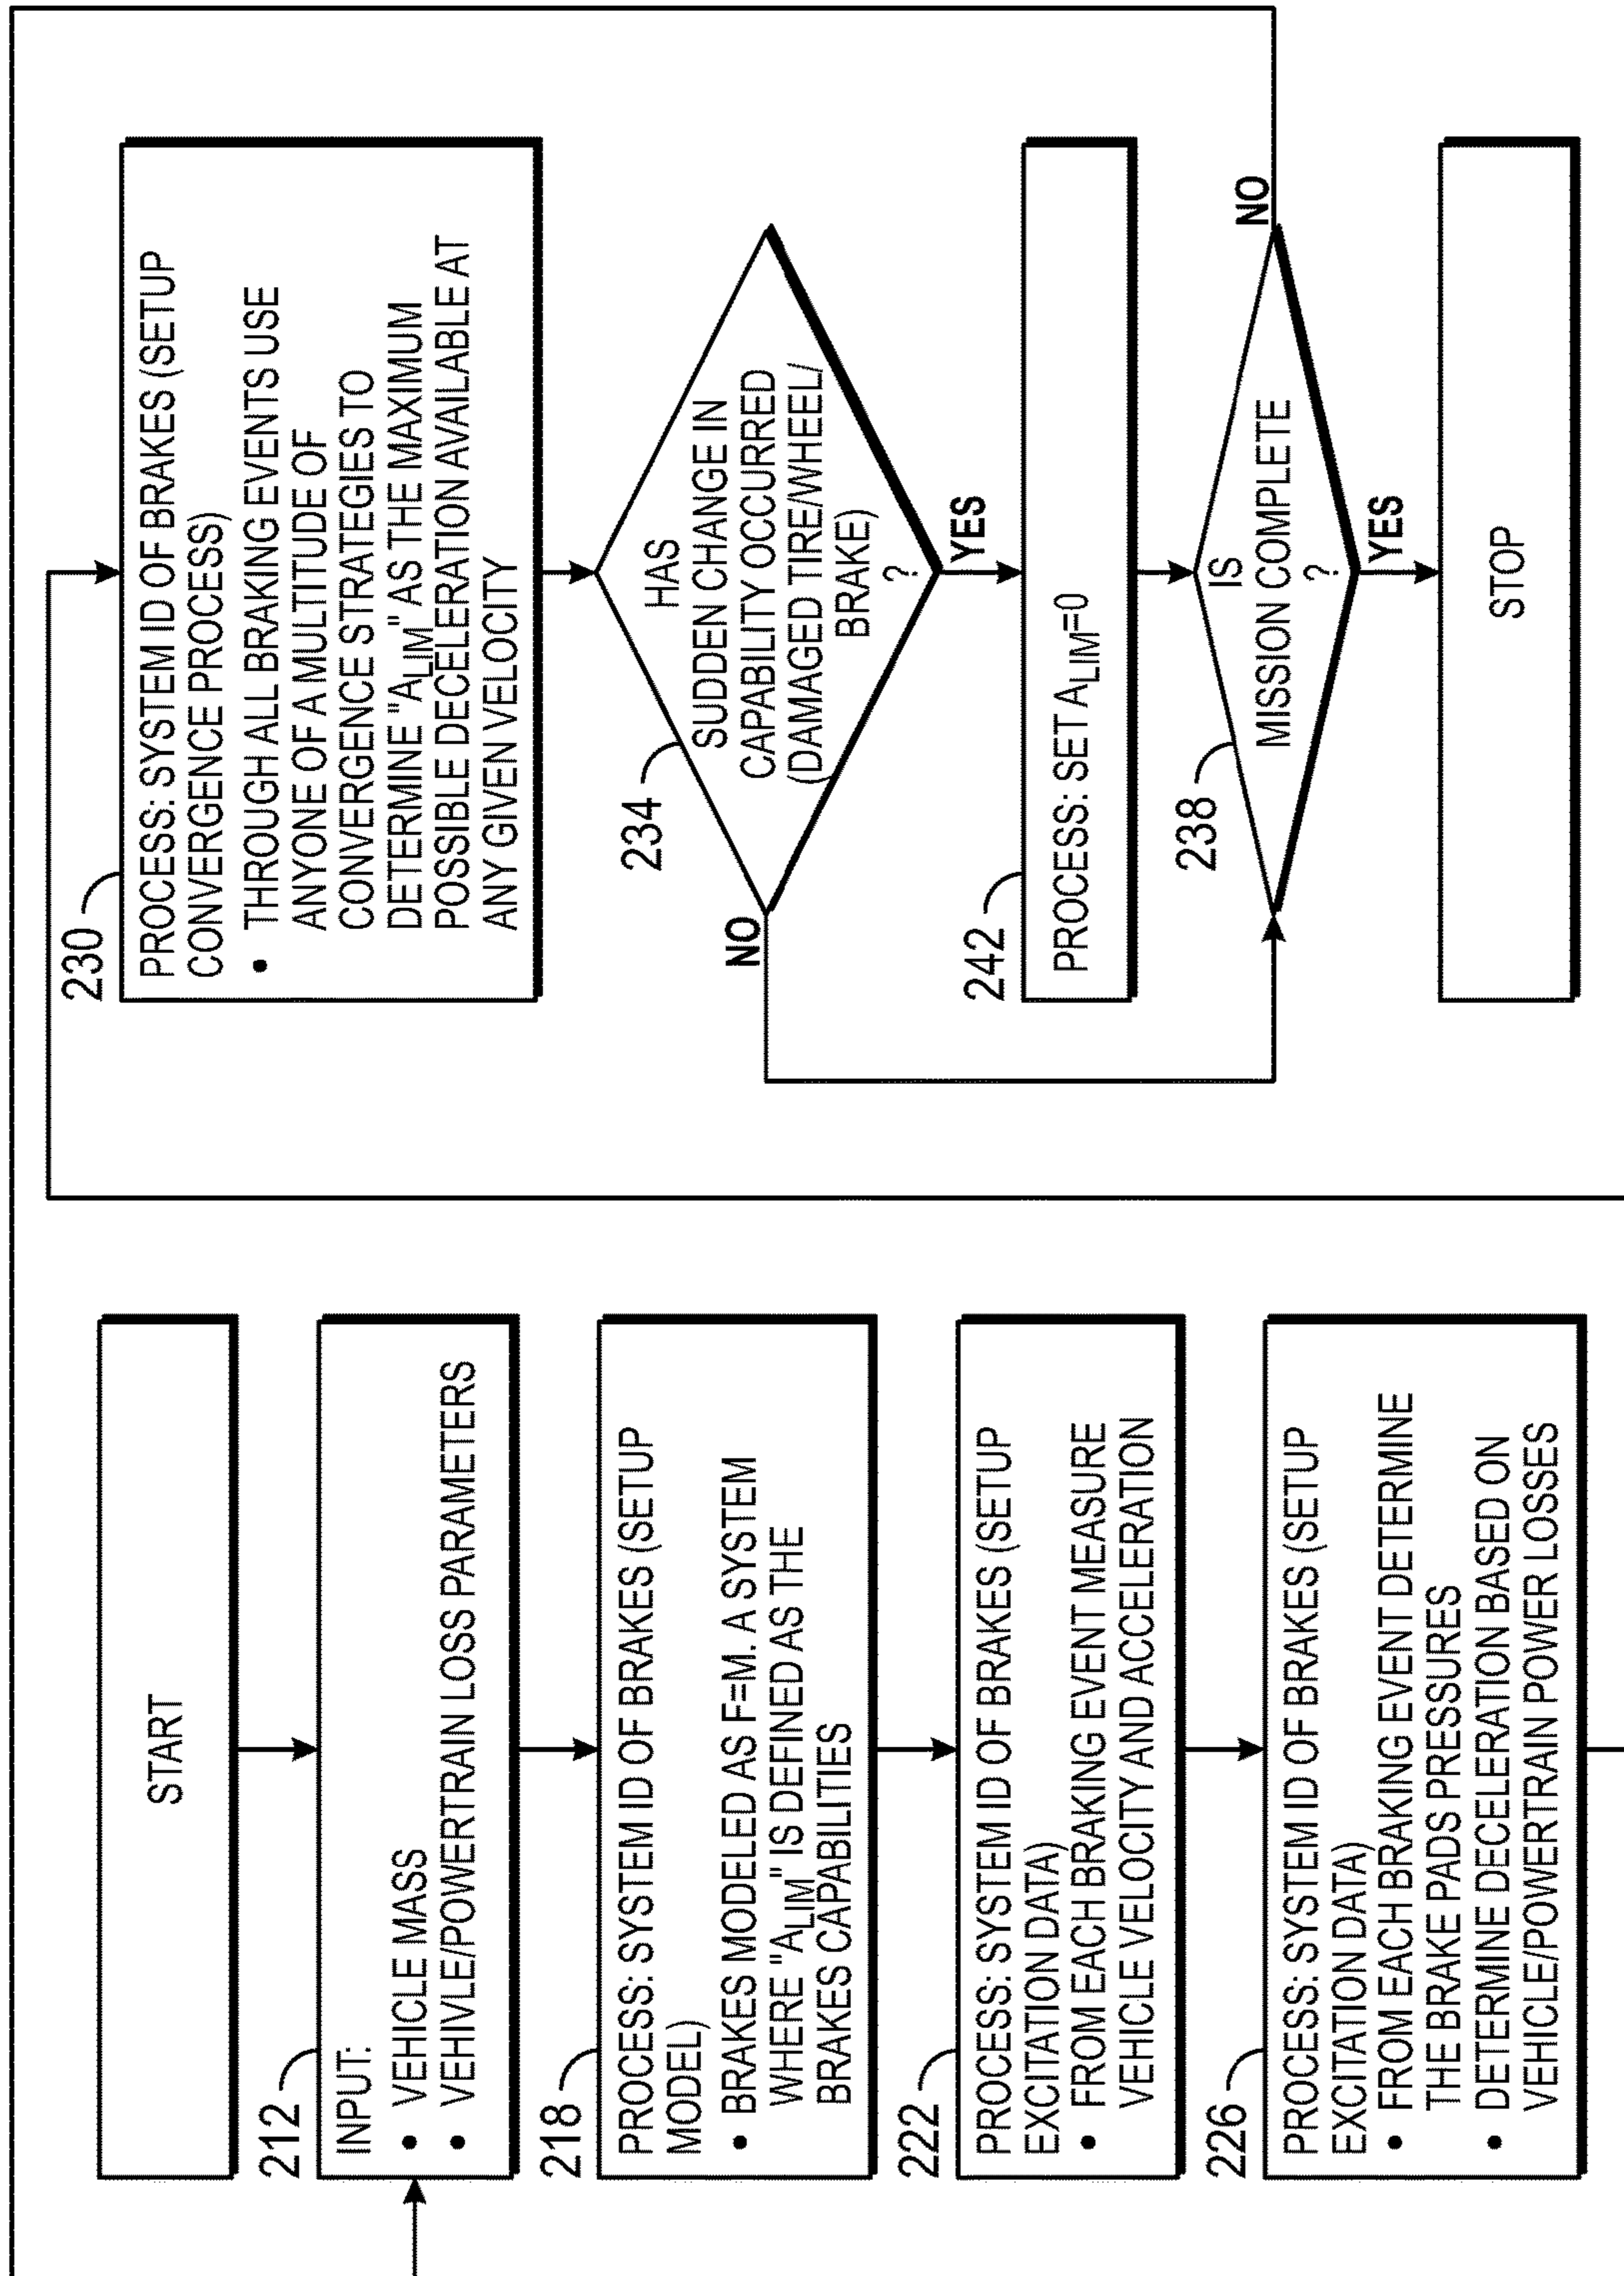 START
212
INPUT:
• VEHICLE MASS
• VEHIVLE/POWERTRAIN LOSS PARAMETERS
218
PROCESS: SYSTEM ID OF BRAKES (SETUP
MODEL)
• BRAKES MODELED AS F=M. A SYSTEM
WHERE "A_LIM" IS DEFINED AS THE
BRAKES CAPABILITIES
222
PROCESS: SYSTEM ID OF BRAKES (SETUP
EXCITATION DATA)
• FROM EACH BRAKING EVENT MEASURE
VEHICLE VELOCITY AND ACCELERATION
226
PROCESS: SYSTEM ID OF BRAKES (SETUP
EXCITATION DATA)
• FROM EACH BRAKING EVENT DETERMINE
THE BRAKE PADS PRESSURES
• DETERMINE DECELERATION BASED ON
VEHICLE/POWERTRAIN POWER LOSSES
230
PROCESS: SYSTEM ID OF BRAKES (SETUP
CONVERGENCE PROCESS)
• THROUGH ALL BRAKING EVENTS USE
ANYONE OF A MULTITUDE OF
CONVERGENCE STRATEGIES TO
DETERMINE "A_LIM" AS THE MAXIMUM
POSSIBLE DECELERATION AVAILABLE AT
ANY GIVEN VELOCITY
234
HAS
SUDDEN CHANGE IN
CAPABILITY OCCURRED
(DAMAGED TIRE/WHEEL/
BRAKE)
?
NO
YES
242
PROCESS: SET A_LIM=0
238
IS
MISSION COMPLETE
?
NO
YES
STOP